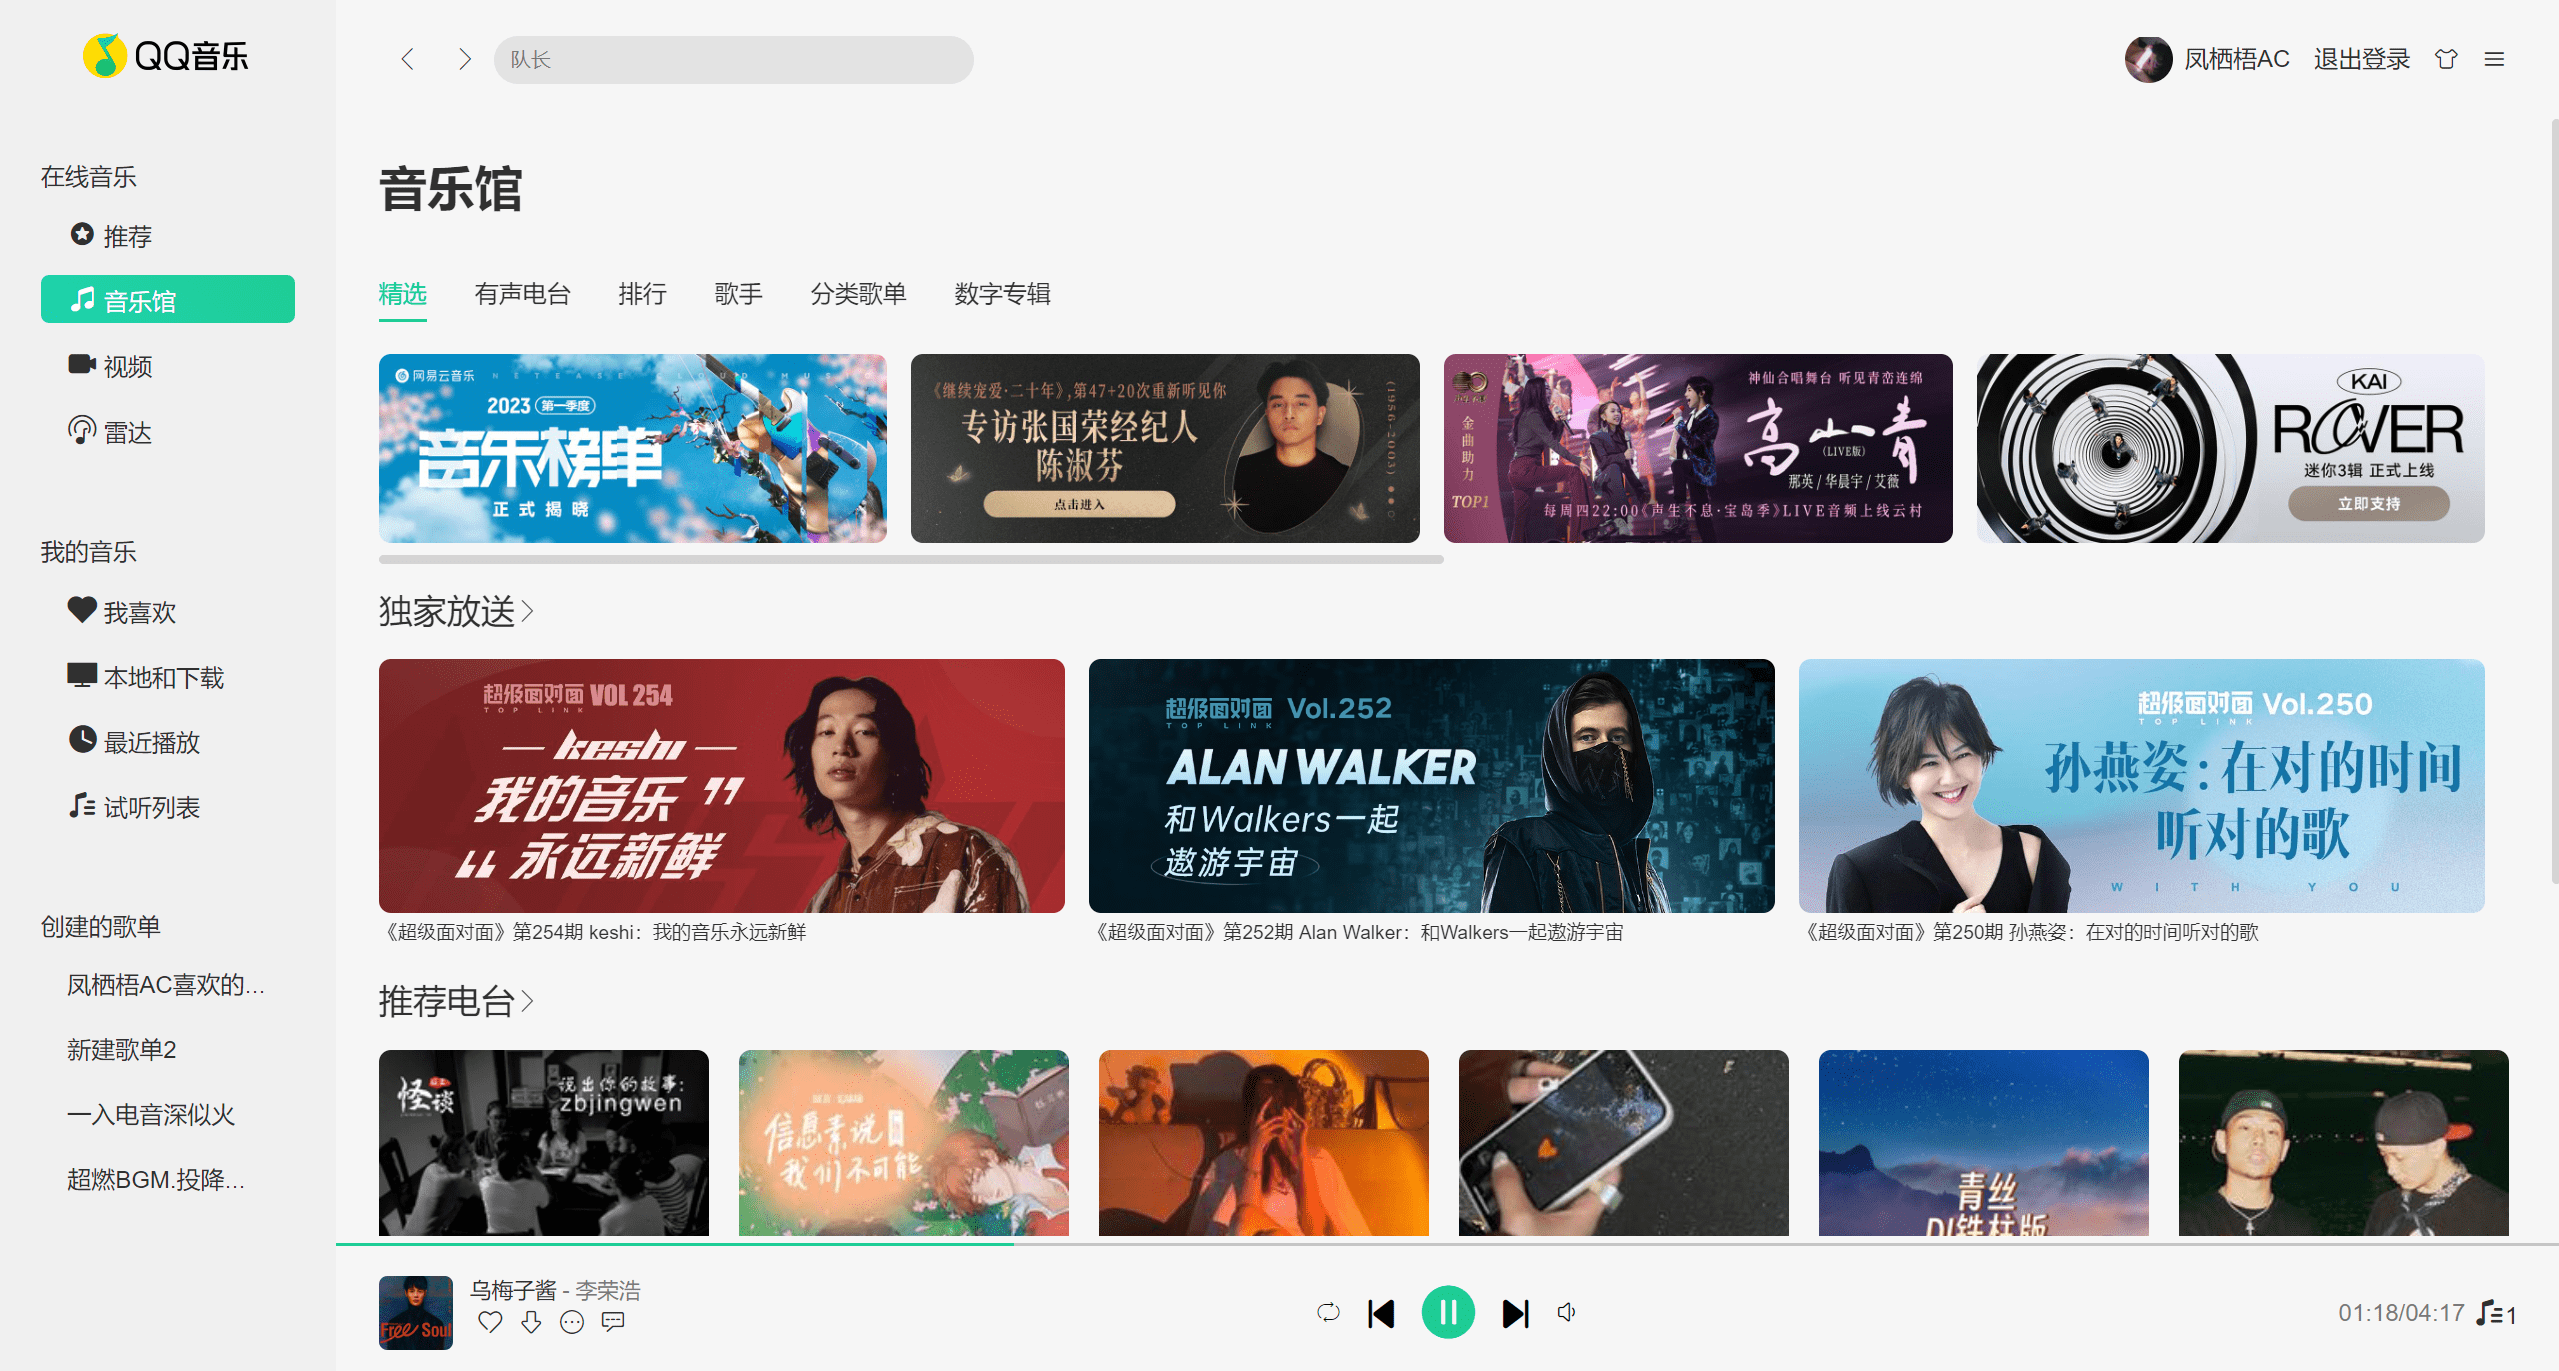 QQ音乐
队长
凤栖梧AC 退出登录
在线音乐
推荐
音乐馆
视频
雷达
我的音乐
我喜欢
本地和下载
最近播放
试听列表
创建的歌单
凤栖梧AC喜欢的...
新建歌单2
一入电音深似火
超燃BGM.投降...
音乐馆
精选 有声电台 排行 歌手 分类歌单 数字专辑
网易云音乐 NETEASE CLOUD MUSIC
2023 第一季度
音乐榜单
正式揭晓
《继续宠爱·二十年》,第47+20次重新听见你
专访张国荣经纪人
陈淑芬
点击进入
(1956-2003)
金曲助力
TOP1
神仙合唱舞台 听见青峦连绵
高山青
(LIVE版)
那英/华晨宇/艾薇
每周四22:00《声生不息·宝岛季》LIVE音频上线云村
KAI
ROVER
迷你3辑 正式上线
立即支持
独家放送
超级面对面 VOL 254
TOP LINK
keshi
我的音乐
永远新鲜
《超级面对面》第254期 keshi：我的音乐永远新鲜
超级面对面 Vol.252
TOP LINK
ALAN WALKER
和Walkers一起
遨游宇宙
《超级面对面》第252期 Alan Walker：和Walkers一起遨游宇宙
超级面对面 Vol.250
TOP LINK
孙燕姿:在对的时间
听对的歌
WITH YOU
《超级面对面》第250期 孙燕姿：在对的时间听对的歌
推荐电台
怪谈
说出你的故事:
zbjingwen
信息素说
我们不可能
青丝
DJ铁柱版
乌梅子酱 - 李荣浩
Free Soul
01:18/04:17 1